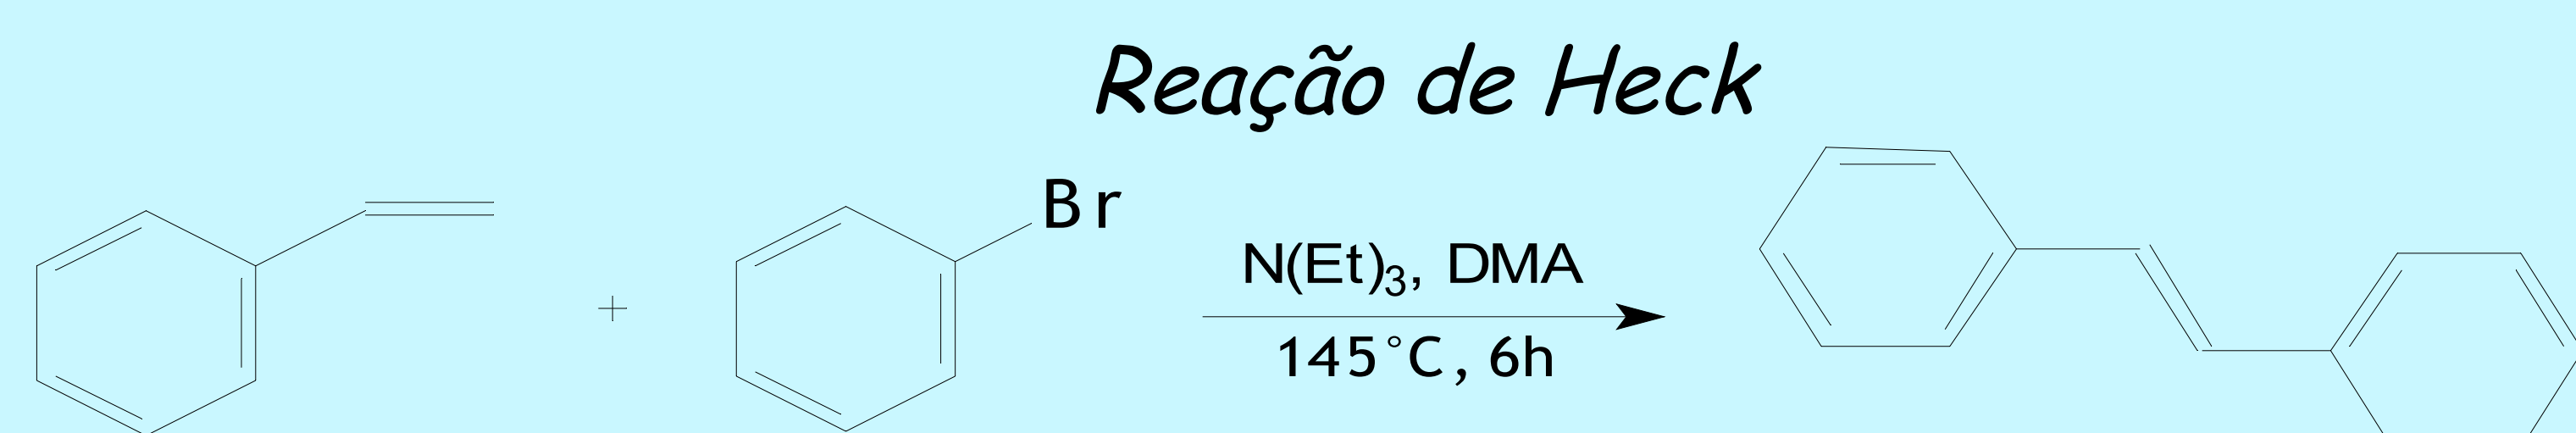 Reação de Heck
Br
+
N(Et)₃, DMA
145°C, 6h